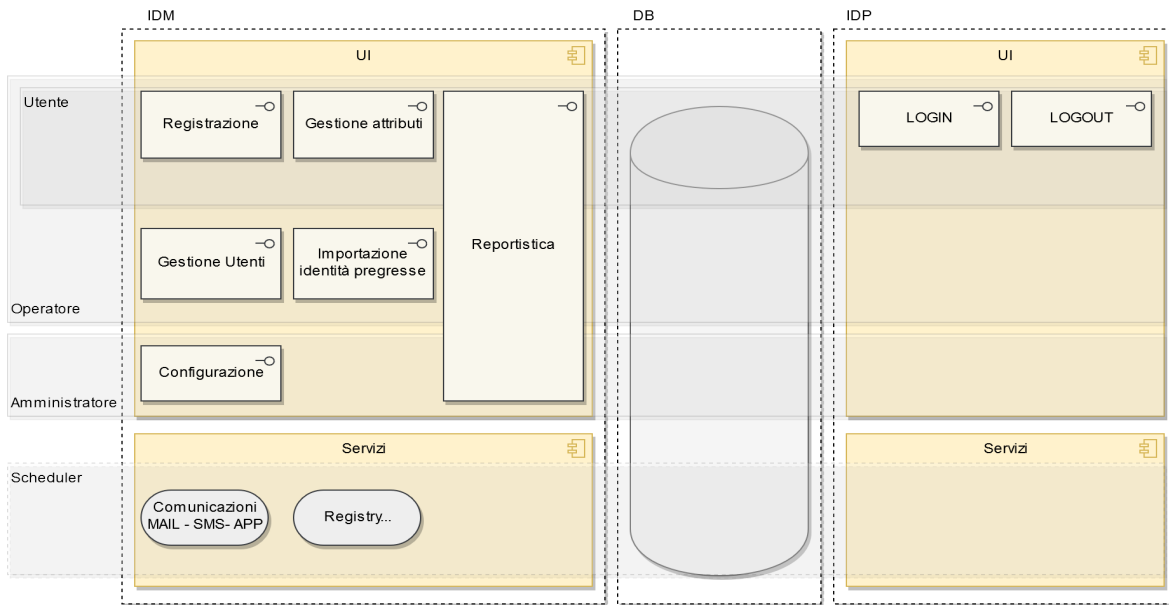 IDM
DB
IDP
UI
UI
Utente
Registrazione
Gestione attributi
LOGIN
LOGOUT
Reportistica
Gestione Utenti
Importazione
identità pregresse
Operatore
Configurazione
Amministratore
Servizi
Servizi
Scheduler
Comunicazioni
MAIL - SMS- APP
Registry...